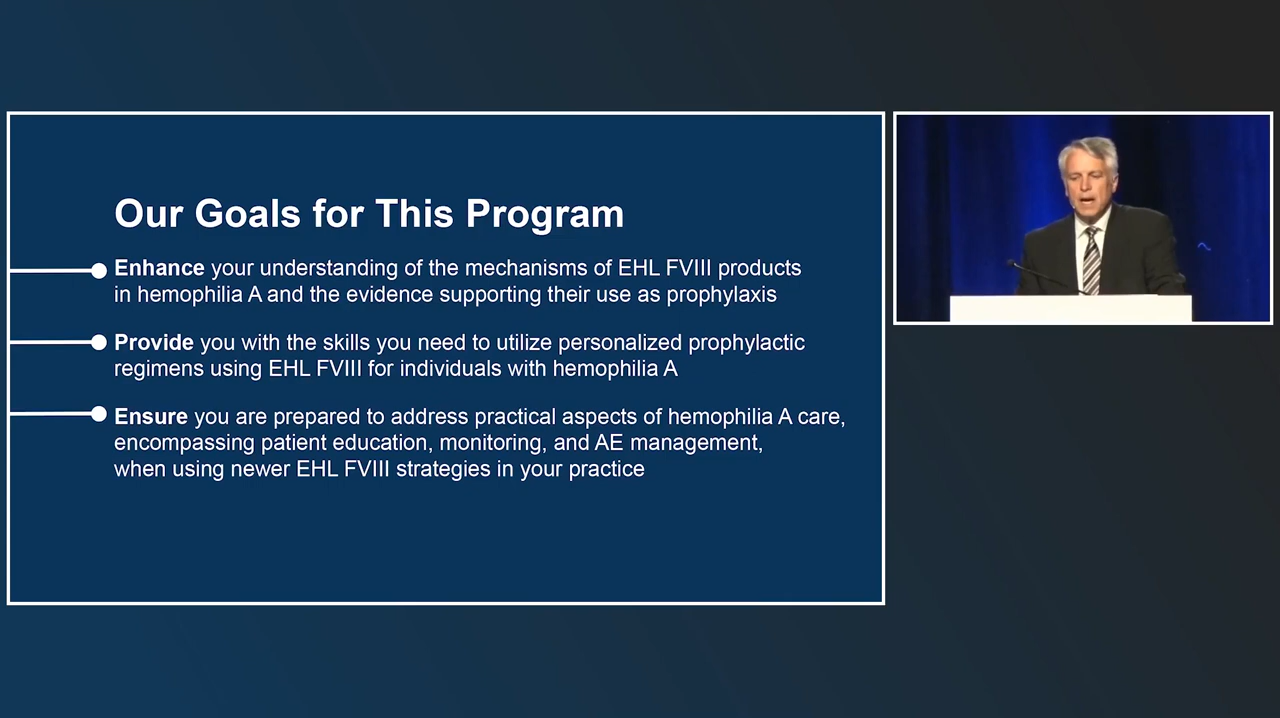 Our Goals for This Program
Enhance your understanding of the mechanisms of EHL FVIII products
in hemophilia A and the evidence supporting their use as prophylaxis
Provide you with the skills you need to utilize personalized prophylactic
regimens using EHL FVIII for individuals with hemophilia A
Ensure you are prepared to address practical aspects of hemophilia A care,
encompassing patient education, monitoring, and AE management,
when using newer EHL FVIII strategies in your practice